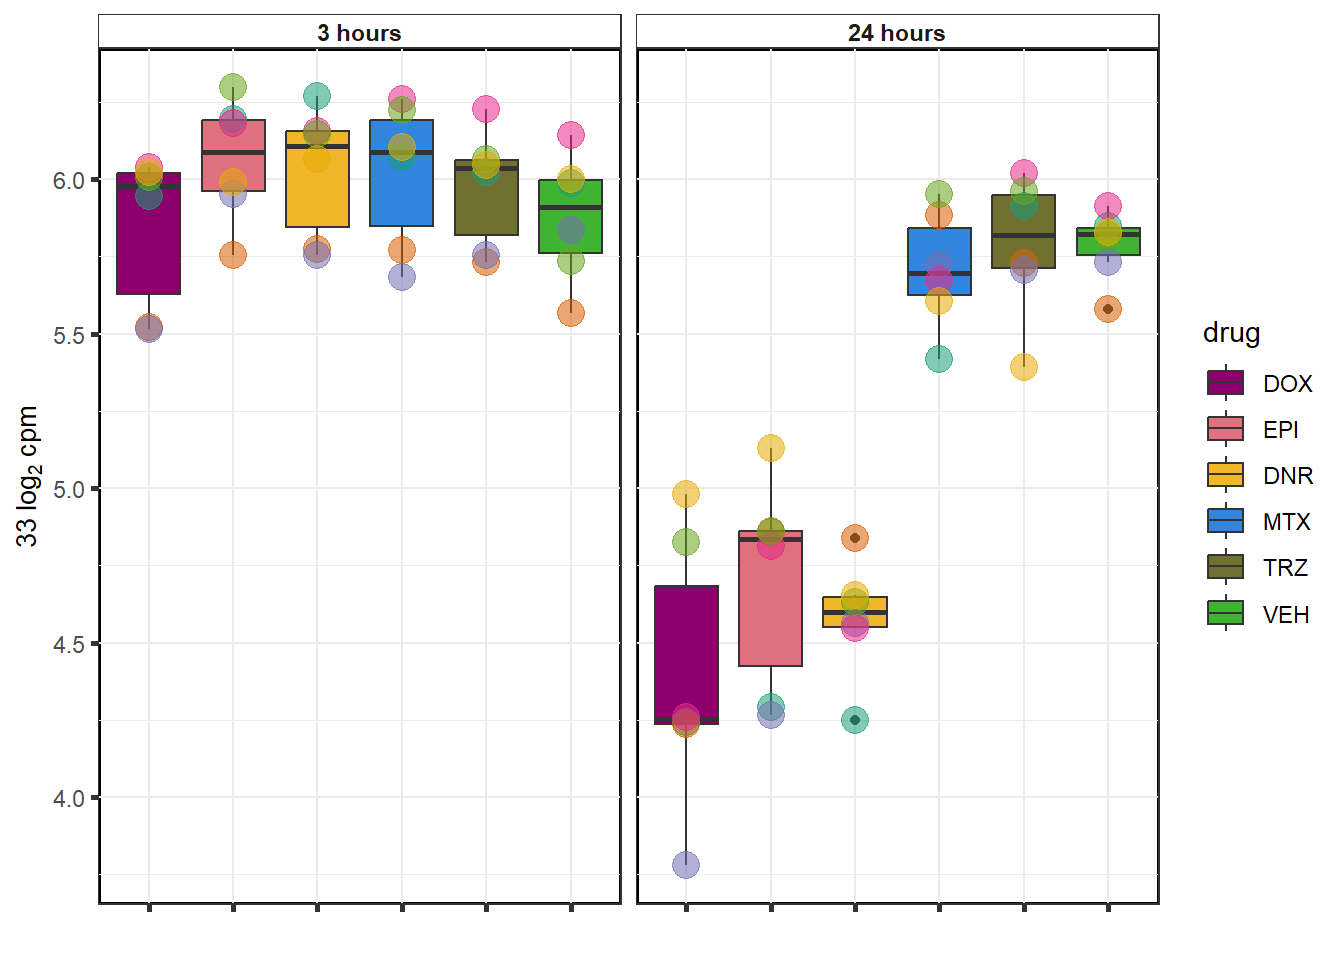 3 hours
24 hours
6.0
5.5
5.0
4.5
4.0
33 log₂ cpm
drug
DOX
EPI
DNR
MTX
TRZ
VEH